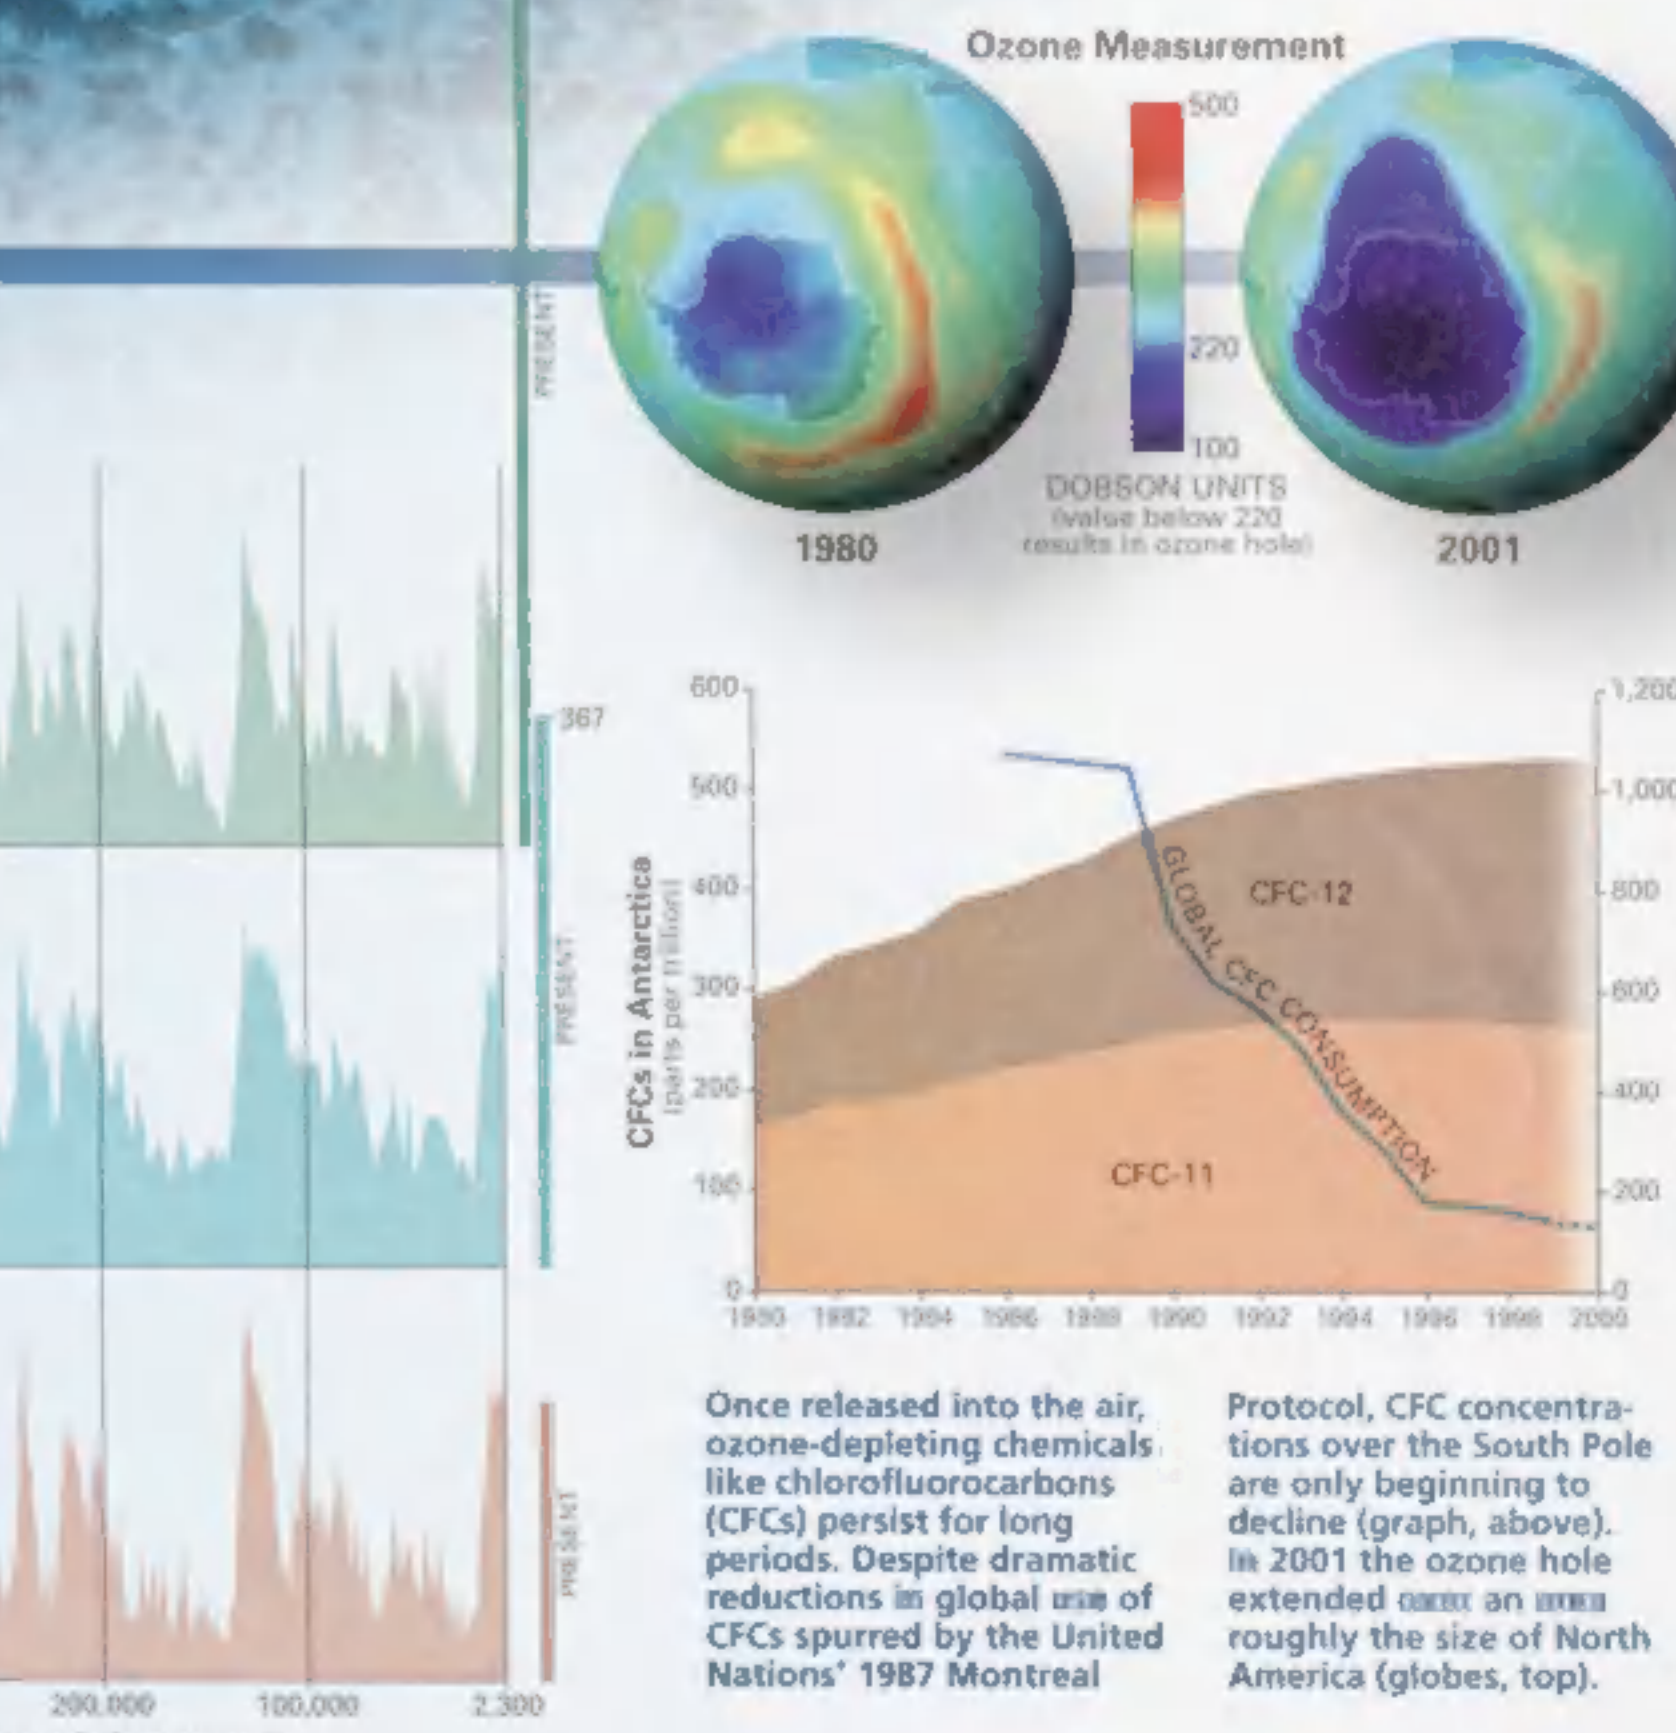 Ozone Measurement
500
220
100
DOBSON UNITS
(value below 220
results in ozone hole)
1980
2001
PRESENT
367
PRESENT
PRESENT
200,000
100,000
2,300
CFCs in Antarctica
(parts per trillion)
600
500
400
300
200
100
0
1,200
1,000
800
600
400
200
0
GLOBAL CFC CONSUMPTION
CFC-12
CFC-11
1980 1982 1984 1986 1988 1990 1992 1994 1996 1998 2000
Once released into the air,
ozone-depleting chemicals
like chlorofluorocarbons
(CFCs) persist for long
periods. Despite dramatic
reductions in global use of
CFCs spurred by the United
Nations' 1987 Montreal
Protocol, CFC concentra-
tions over the South Pole
are only beginning to
decline (graph, above).
In 2001 the ozone hole
extended an
roughly the size of North
America (globes, top).